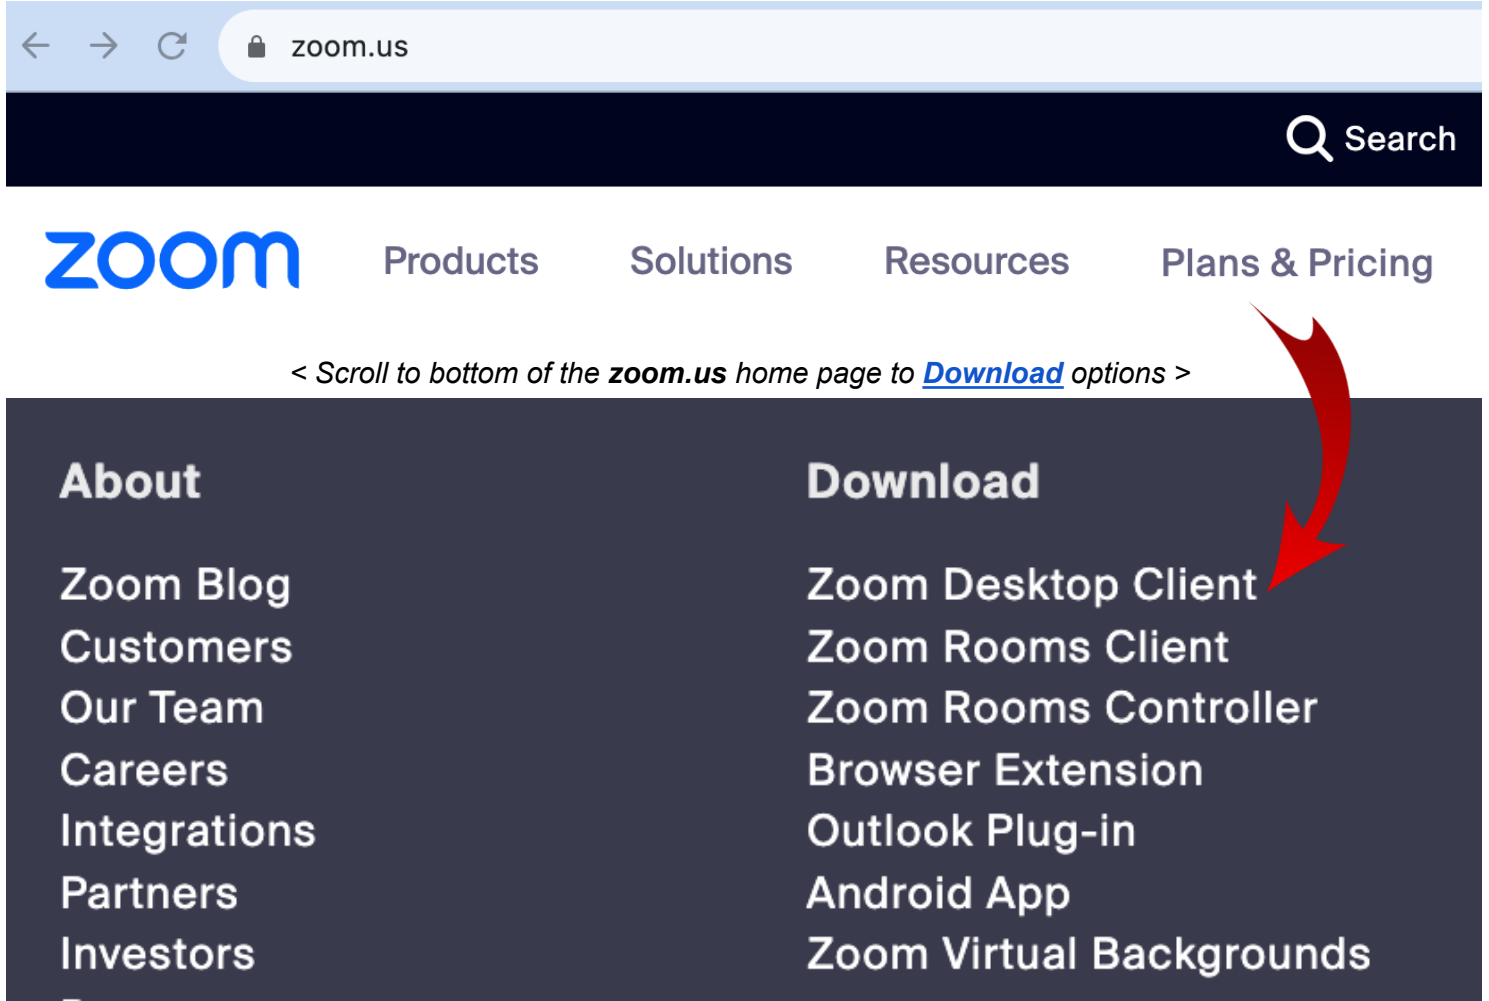 zoom.us
Search
zoom Products Solutions Resources Plans & Pricing
< Scroll to bottom of the zoom.us home page to Download options >
About
Zoom Blog
Customers
Our Team
Careers
Integrations
Partners
Investors
Download
Zoom Desktop Client
Zoom Rooms Client
Zoom Rooms Controller
Browser Extension
Outlook Plug-in
Android App
Zoom Virtual Backgrounds